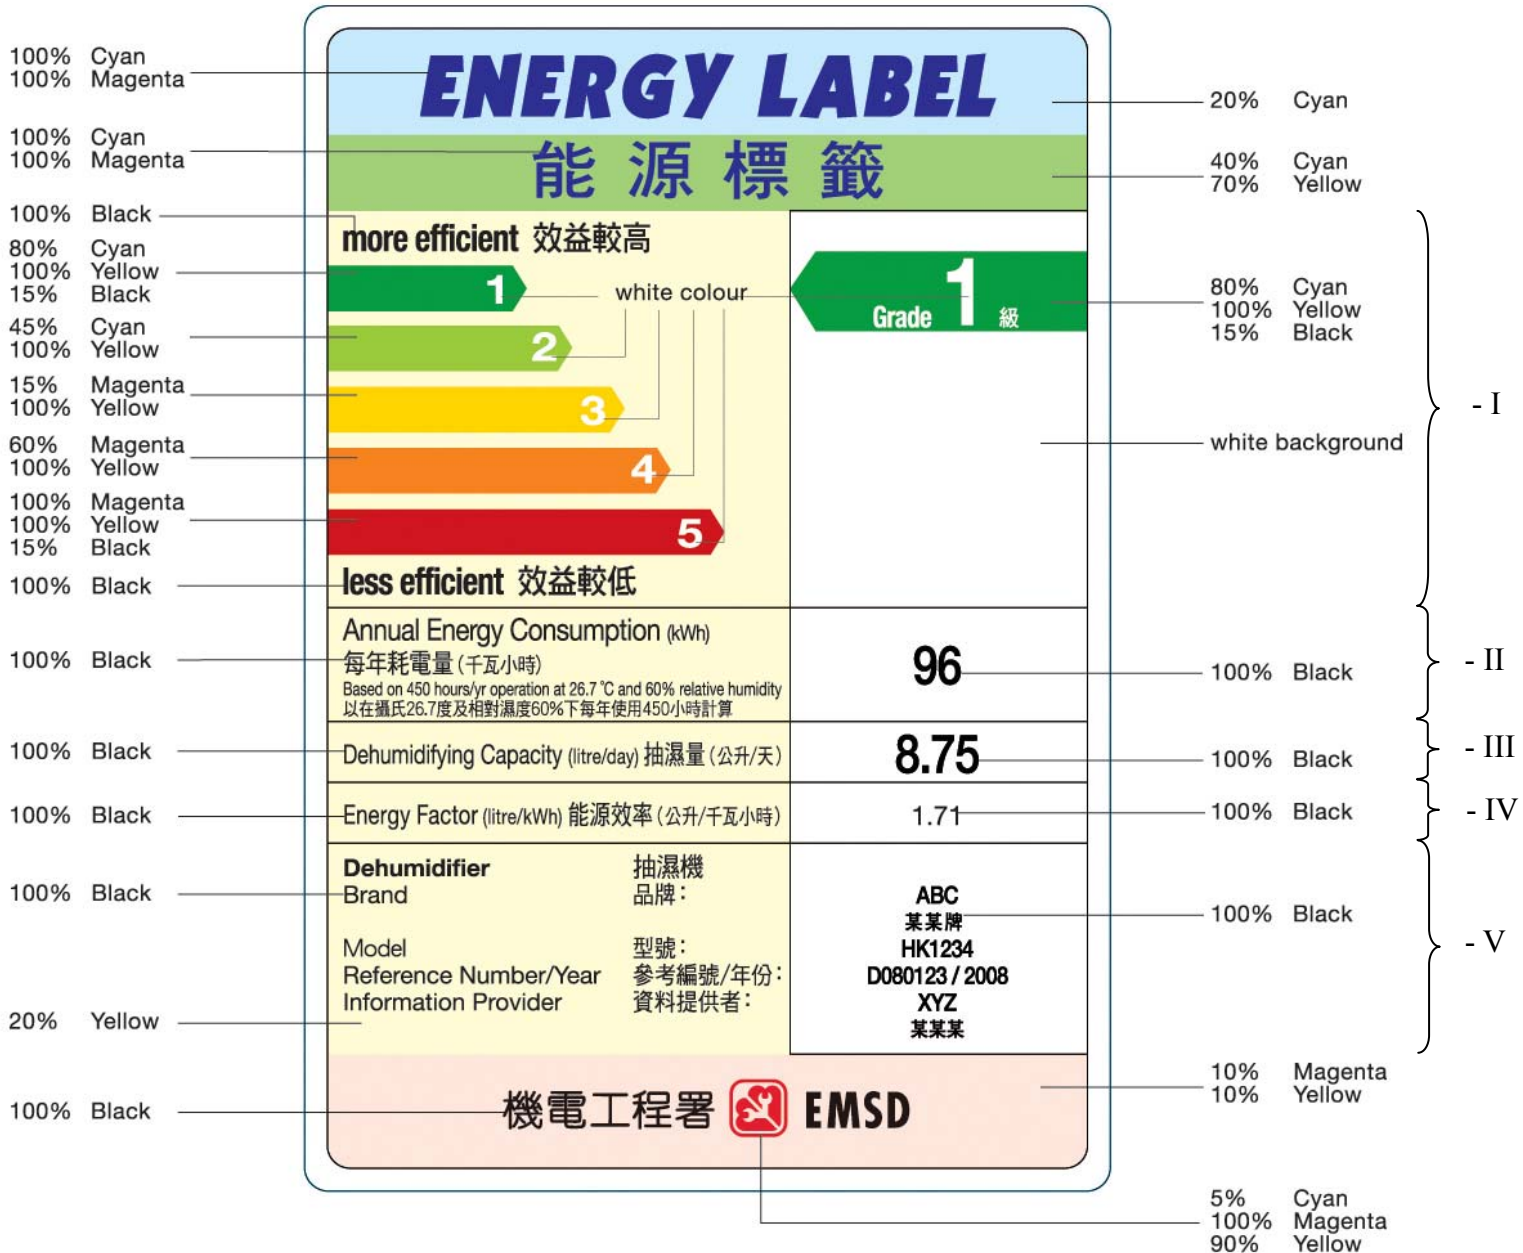 100% Cyan
100% Magenta
ENERGY LABEL
20% Cyan
100% Cyan
100% Magenta
能源標籤
40% Cyan
70% Yellow
100% Black
more efficient 效益較高
80% Cyan
100% Yellow
15% Black
1
white colour
1
Grade 級
80% Cyan
100% Yellow
15% Black
45% Cyan
100% Yellow
2
15% Magenta
100% Yellow
3
- I
60% Magenta
100% Yellow
4
white background
100% Magenta
100% Yellow
15% Black
5
100% Black
less efficient 效益較低
Annual Energy Consumption (kWh)
每年耗電量 (千瓦小時)
Based on 450 hours/yr operation at 26.7 °C and 60% relative humidity
以在攝氏26.7度及相對濕度60%下每年使用450小時計算
100% Black
96
100% Black
- II
100% Black
Dehumidifying Capacity (litre/day) 抽濕量 (公升/天)
8.75
100% Black
- III
100% Black
Energy Factor (litre/kWh) 能源效率 (公升/千瓦小時)
1.71
100% Black
- IV
Dehumidifier 抽濕機
100% Black
Brand 品牌：
ABC
某某牌
100% Black
Model 型號：
HK1234
- V
Reference Number/Year 參考編號/年份：
D080123 / 2008
Information Provider 資料提供者：
XYZ
某某某
20% Yellow
10% Magenta
10% Yellow
100% Black
機電工程署 EMSD
5% Cyan
100% Magenta
90% Yellow